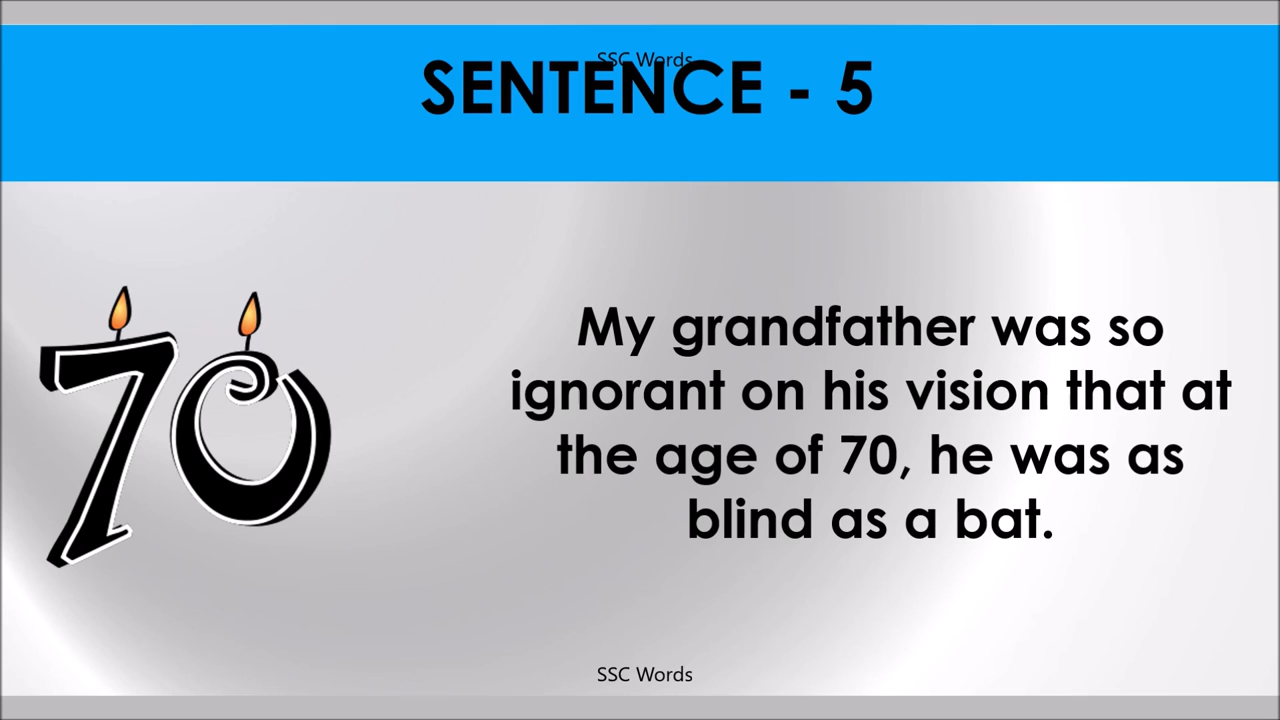 SSC Words
SENTENCE - 5
70
My grandfather was so
ignorant on his vision that at
the age of 70, he was as
blind as a bat.
SSC Words